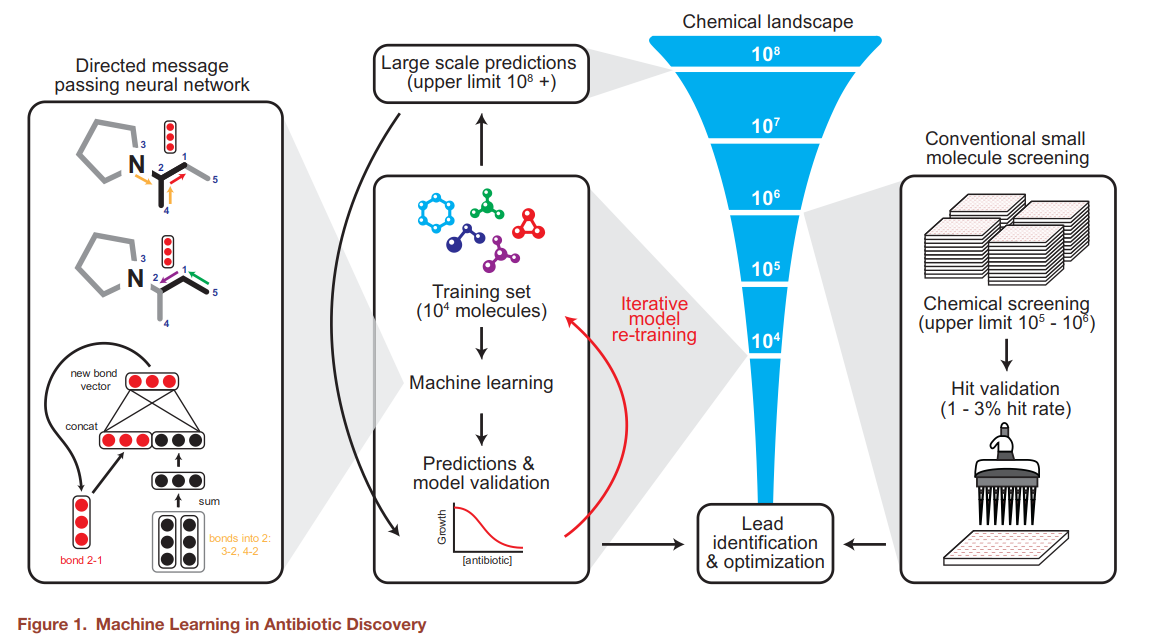 Directed message
passing neural network
3
N
2
1
5
4
3
N
2
1
5
4
new bond
vector
concat
sum
bond 2-1
bonds into 2:
3-2, 4-2
Large scale predictions
(upper limit 10⁸ +)
Training set
(10⁴ molecules)
Machine learning
Predictions &
model validation
Growth
[antibiotic]
Iterative
model
re-training
Chemical landscape
10⁸
10⁷
10⁶
10⁵
10⁴
Lead
identification
& optimization
Conventional small
molecule screening
Chemical screening
(upper limit 10⁵ - 10⁶)
Hit validation
(1 - 3% hit rate)
Figure 1. Machine Learning in Antibiotic Discovery